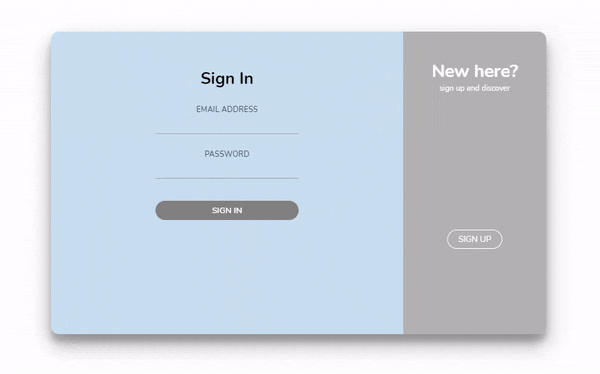 Sign In
EMAIL ADDRESS
PASSWORD
SIGN IN
New here?
sign up and discover
SIGN UP